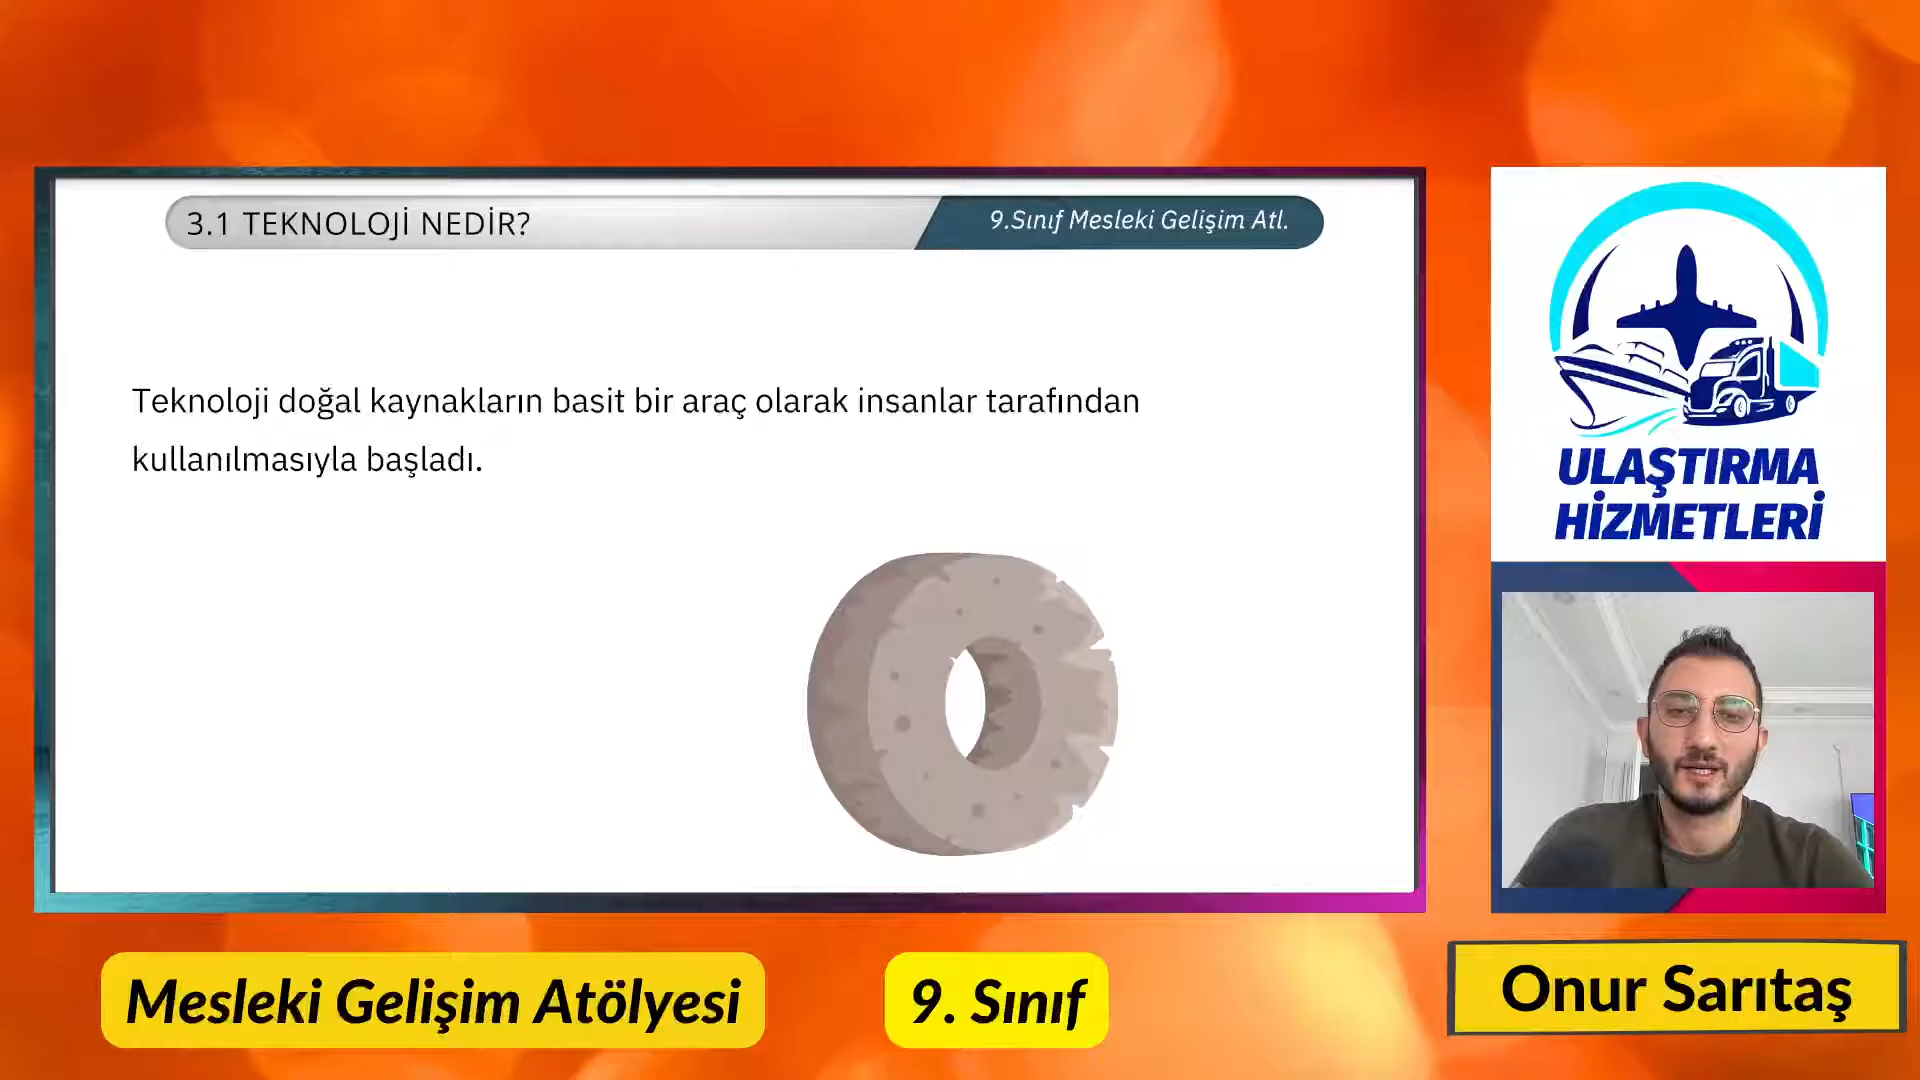 3.1 TEKNOLOJİ NEDİR?
9.Sınıf Mesleki Gelişim Atl.
Teknoloji doğal kaynakların basit bir araç olarak insanlar tarafından
kullanılmasıyla başladı.
ULAŞTIRMA
HİZMETLERİ
Mesleki Gelişim Atölyesi
9. Sınıf
Onur Sarıtaş